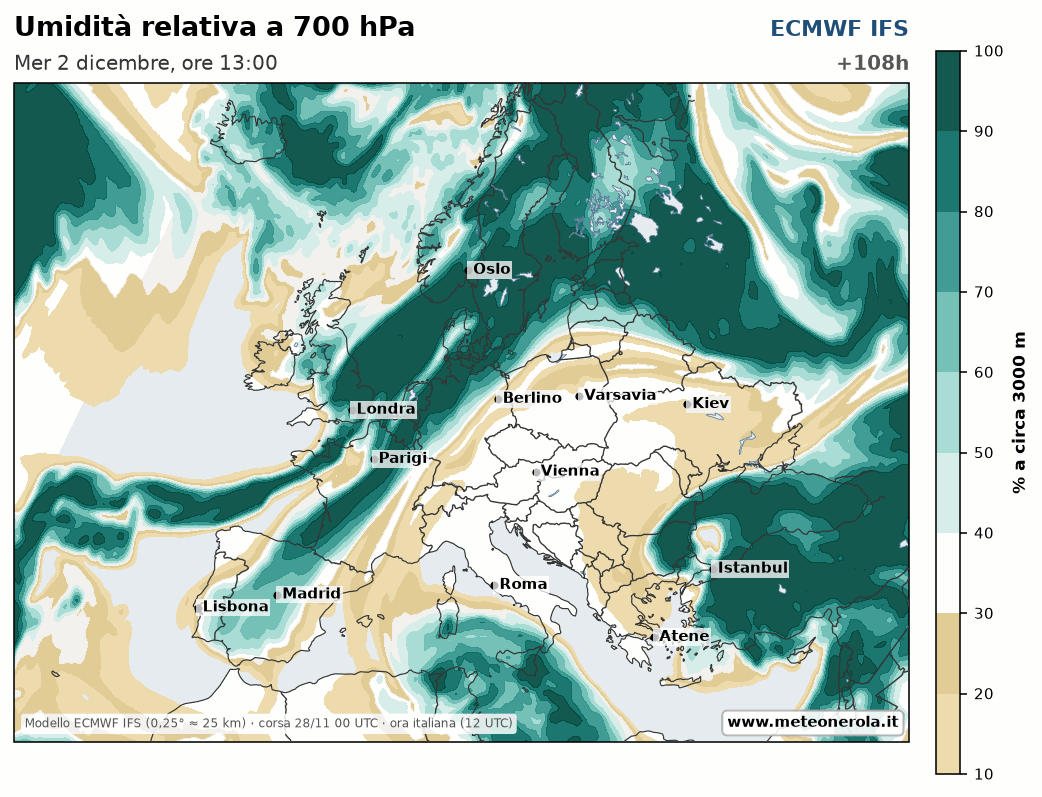 Umidità relativa a 700 hPa
ECMWF IFS
Mer 2 dicembre, ore 13:00
+108h
100
90
80
70
60
50
40
30
20
10
% a circa 3000 m
Oslo
Londra
Berlino
Varsavia
Kiev
Parigi
Vienna
Istanbul
Roma
Madrid
Lisbona
Atene
Modello ECMWF IFS (0,25° ≈ 25 km) · corsa 28/11 00 UTC · ora italiana (12 UTC)
www.meteonerola.it